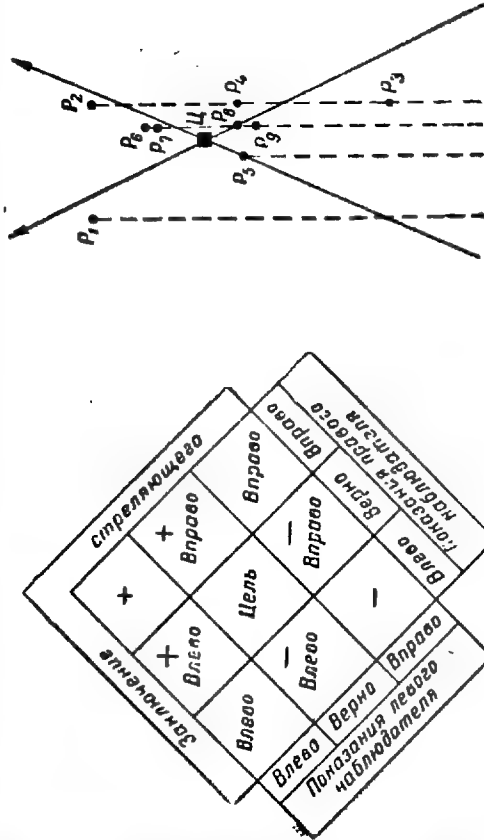 P₂
P₁
P₆
P₇
Ц
P₈
P₄
P₉
P₅
P₃
Заключение
стреляющего
+
+
Влево
+
Вправо
Влево
Цель
Вправо
−
Влево
−
Вправо
−
Влево
Верно
Вправо
Показания левого
наблюдателя
Вправо
Верно
Влево
Показания правого
наблюдателя